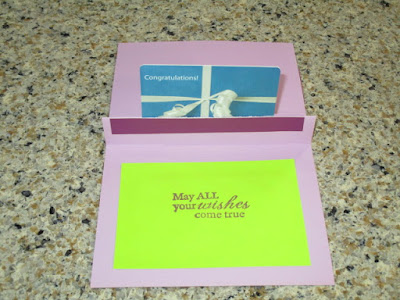 Congratulations!
May ALL
your wishes
come true